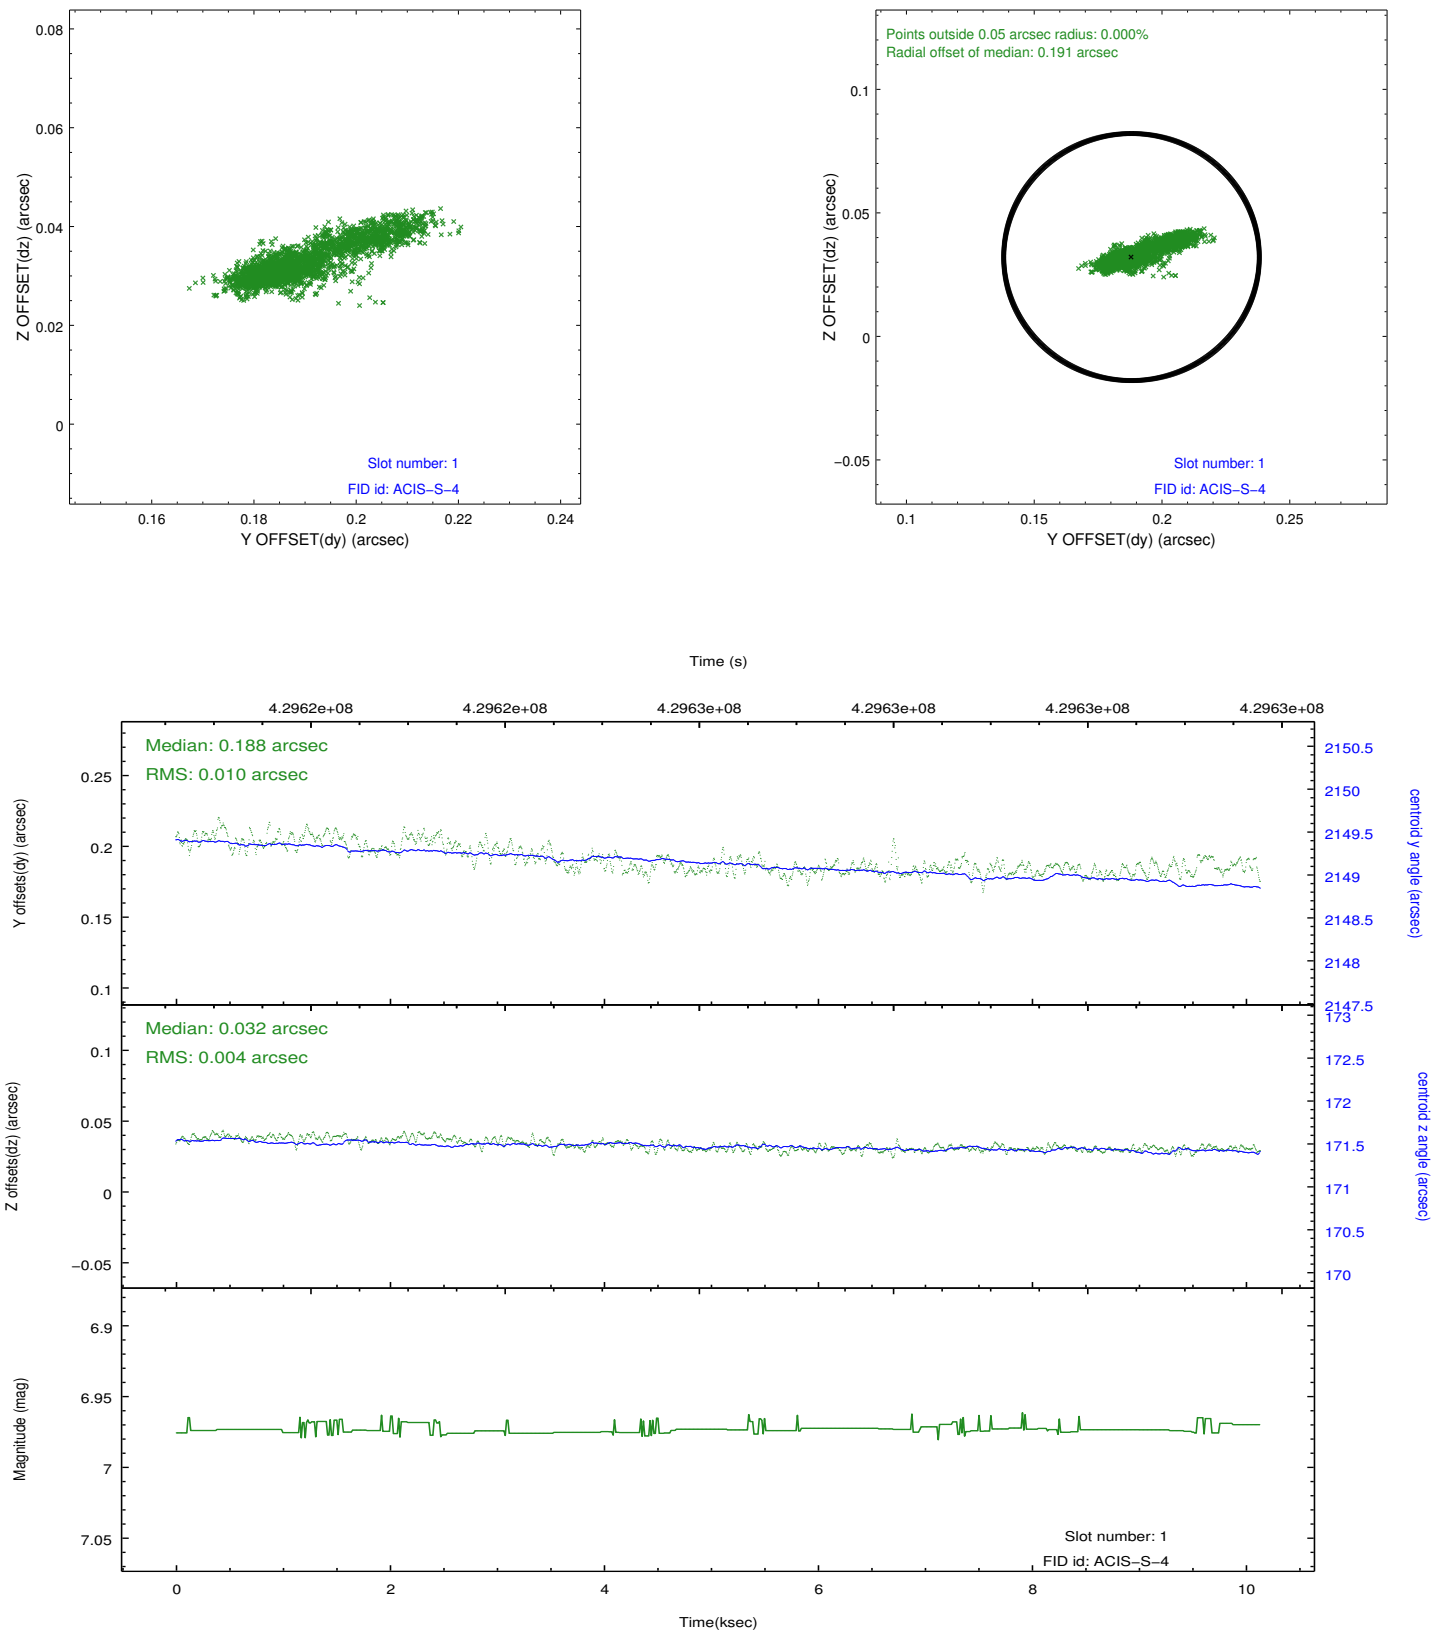 0.08
0.06
0.04
0.02
0
Z OFFSET(dz) (arcsec)
Slot number: 1
FID id: ACIS−S−4
0.16 0.18 0.2 0.22 0.24
Y OFFSET(dy) (arcsec)
Points outside 0.05 arcsec radius: 0.000%
Radial offset of median: 0.191 arcsec
0.1
0.05
0
−0.05
Z OFFSET(dz) (arcsec)
Slot number: 1
FID id: ACIS−S−4
0.1 0.15 0.2 0.25
Y OFFSET(dy) (arcsec)
Time (s)
4.2962e+08 4.2962e+08 4.2963e+08 4.2963e+08 4.2963e+08 4.2963e+08
Median: 0.188 arcsec
RMS: 0.010 arcsec
0.25
0.2
0.15
0.1
Y offsets(dy) (arcsec)
2150.5
2150
2149.5
2149
2148.5
2148
2147.5
centroid y angle (arcsec)
Median: 0.032 arcsec
RMS: 0.004 arcsec
0.1
0.05
0
−0.05
Z offsets(dz) (arcsec)
173
172.5
172
171.5
171
170.5
170
centroid z angle (arcsec)
6.9
6.95
7
7.05
Magnitude (mag)
Slot number: 1
FID id: ACIS−S−4
0 2 4 6 8 10
Time(ksec)